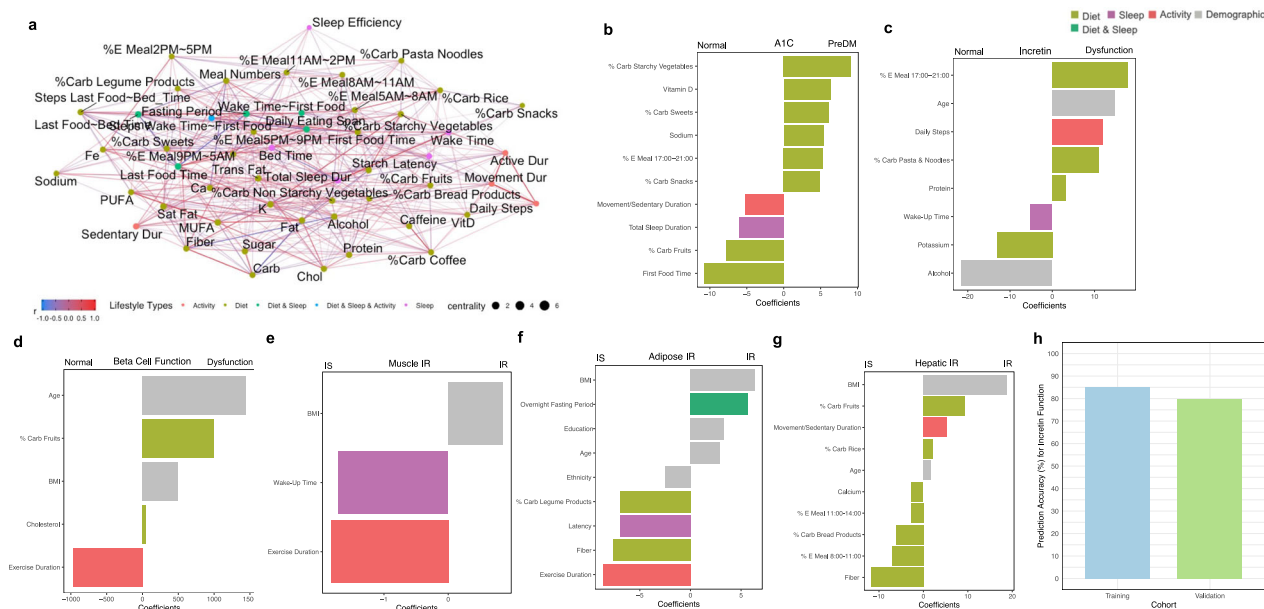 Diet
Sleep
Activity
Demographic
Diet & Sleep
a
Sleep Efficiency
%E Meal2PM~5PM
%E Meal11AM~2PM
%Carb Pasta Noodles
%Carb Legume Products
Meal Numbers
%E Meal8AM~11AM
Steps Last Food~Bed_Time
%E Meal5AM~8AM
%Carb Rice
Fasting Period
Wake Time~First Food
%Carb Snacks
Last Food~Bed Time
Steps Wake Time~First Food
Daily Eating Span
%Carb Starchy Vegetables
%Carb Sweets
%E Meal5PM~9PM
First Food Time
Wake Time
Fe
%E Meal9PM~5AM
Bed Time
Starch
Latency
Active Dur
Last Food Time
Trans Fat
Total Sleep Dur
%Carb Fruits
Movement Dur
Sodium
Ca
%Carb Non Starchy Vegetables
%Carb Bread Products
PUFA
K
Daily Steps
Sat Fat
MUFA
Fat
Alcohol
Caffeine
VitD
Sedentary Dur
Fiber
Sugar
Protein
Carb
Chol
%Carb Coffee
r
-1.0 -0.5 0.0 0.5 1.0
Lifestyle Types
Activity
Diet
Diet & Sleep
Diet & Sleep & Activity
Sleep
centrality
2
4
6
b
Normal
A1C
PreDM
% Carb Starchy Vegetables
Vitamin D
% Carb Sweets
Sodium
% E Meal 17:00−21:00
% Carb Snacks
Movement/Sedentary Duration
Total Sleep Duration
% Carb Fruits
First Food Time
−10 −5 0 5 10
Coefficients
c
Normal
Incretin
Dysfunction
% E Meal 17:00−21:00
Age
Daily Steps
% Carb Pasta & Noodles
Protein
Wake−Up Time
Potassium
Alcohol
−20 −10 0 10
Coefficients
d
Normal
Beta Cell Function
Dysfunction
Age
% Carb Fruits
BMI
Cholesterol
Exercise Duration
−1000 −500 0 500 1000 150
Coefficients
e
IS
Muscle IR
IR
BMI
Wake−Up Time
Exercise Duration
−1 0
Coefficients
f
IS
Adipose IR
IR
BMI
Overnight Fasting Period
Education
Age
Ethnicity
% Carb Legume Products
Latency
Fiber
Exercise Duration
−5 0 5
Coefficients
g
IS
Hepatic IR
IR
BMI
% Carb Fruite
Movement/Sedentary Duration
% Carb Rice
Age
Calcium
% E Meal 11:00−14:00
% Carb Bread Products
% E Meal 8:00−11:00
Fiber
−10 0 10 20
Coefficients
h
Prediction Accuracy (%) for Incretin Function
100
90
80
70
60
50
40
30
20
10
0
Training
Validation
Cohort